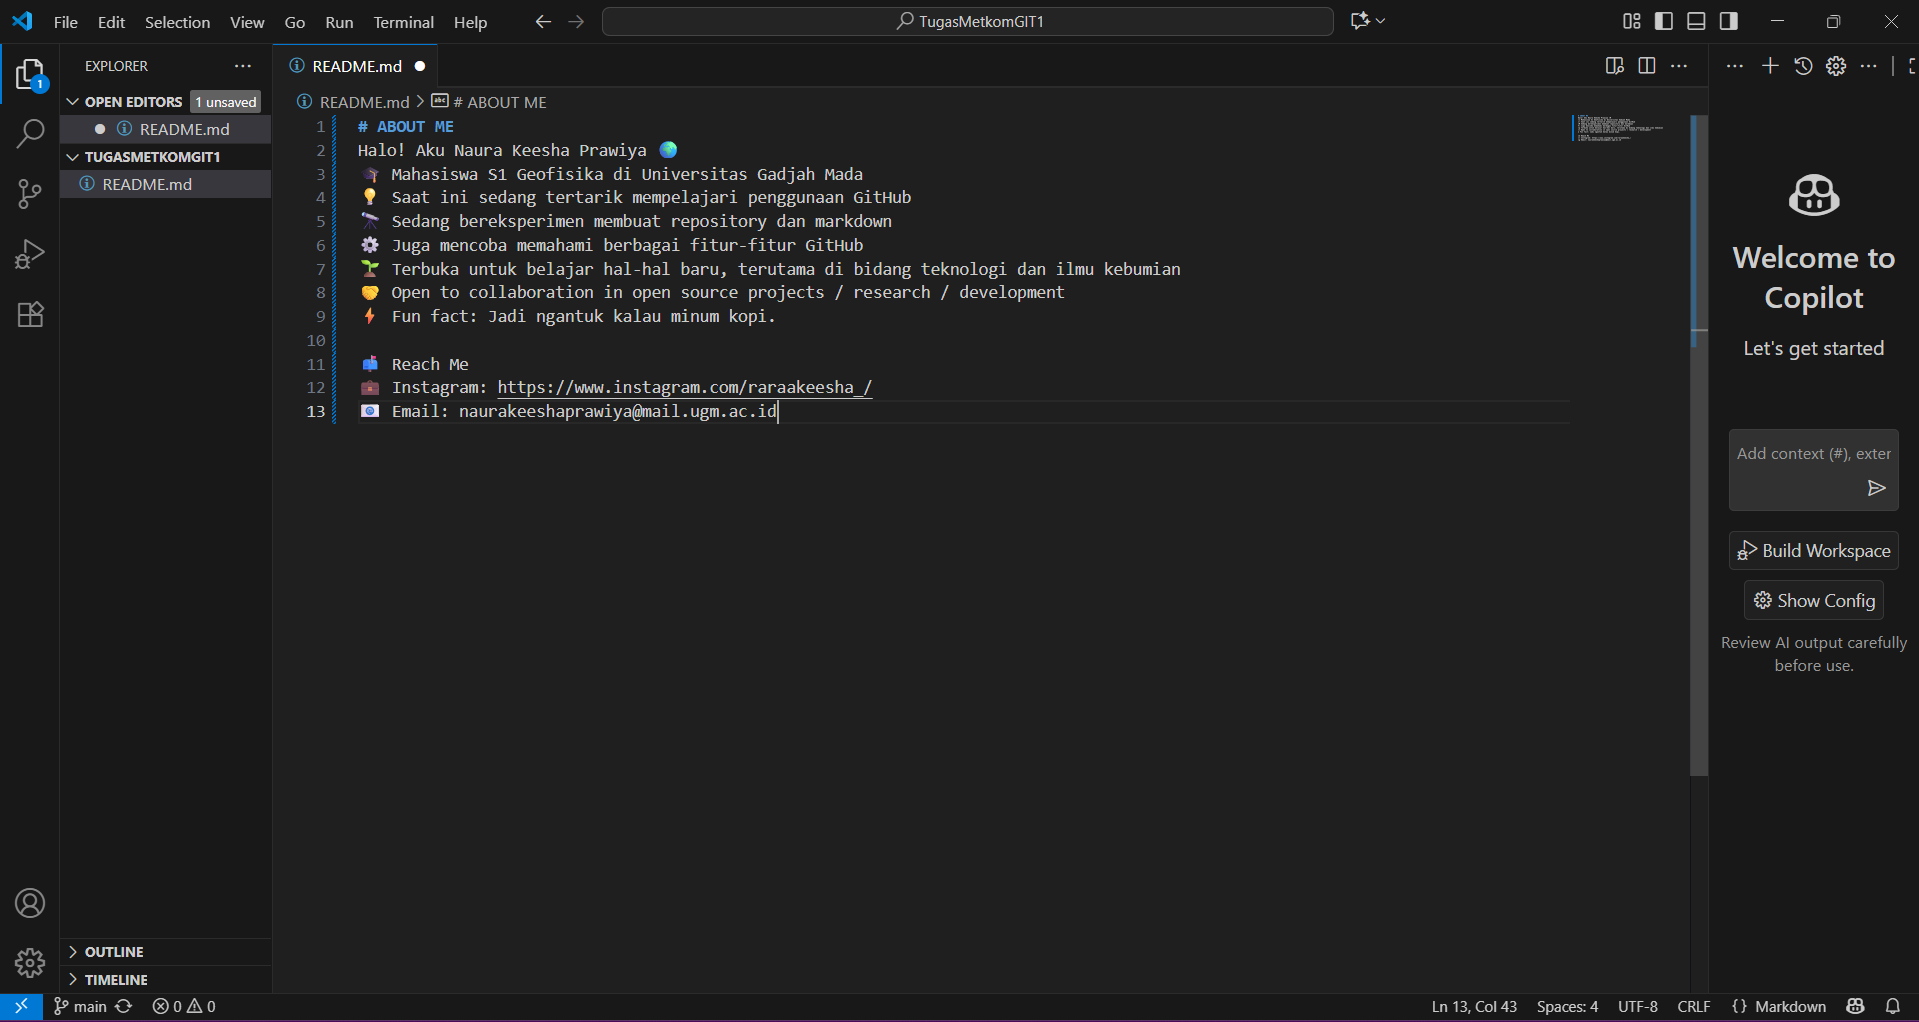 File Edit Selection View Go Run Terminal Help
TugasMetkomGIT1
EXPLORER
OPEN EDITORS 1 unsaved
README.md
TUGASMETKOMGIT1
README.md
OUTLINE
TIMELINE
README.md
README.md > # ABOUT ME
1 # ABOUT ME
2 Halo! Aku Naura Keesha Prawiya 🌍
3 🎓 Mahasiswa S1 Geofisika di Universitas Gadjah Mada
4 💡 Saat ini sedang tertarik mempelajari penggunaan GitHub
5 🔭 Sedang bereksperimen membuat repository dan markdown
6 ⚙️ Juga mencoba memahami berbagai fitur-fitur GitHub
7 🌱 Terbuka untuk belajar hal-hal baru, terutama di bidang teknologi dan ilmu kebumian
8 🤝 Open to collaboration in open source projects / research / development
9 ⚡ Fun fact: Jadi ngantuk kalau minum kopi.
10
11 📫 Reach Me
12 💼 Instagram: https://www.instagram.com/raraakeesha_/
13 📧 Email: naurakeeshaprawiya@mail.ugm.ac.id
Welcome to
Copilot
Let's get started
Add context (#), exter
Build Workspace
Show Config
Review AI output carefully
before use.
1
main 0 0
Ln 13, Col 43 Spaces: 4 UTF-8 CRLF {} Markdown